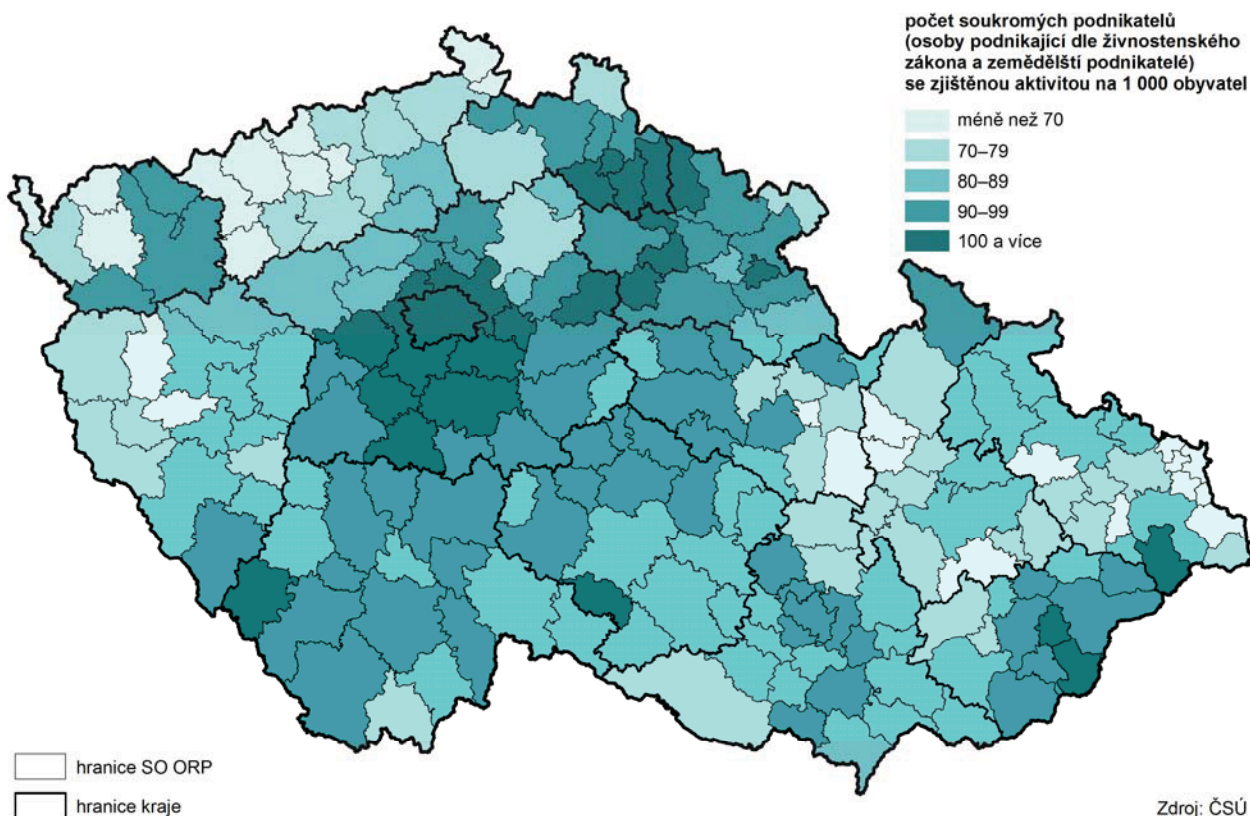 počet soukromých podnikatelů
(osoby podnikající dle živnostenského
zákona a zemědělští podnikatelé)
se zjištěnou aktivitou na 1 000 obyvatel
méně než 70
70–79
80–89
90–99
100 a více
hranice SO ORP
hranice kraje
Zdroj: ČSÚ